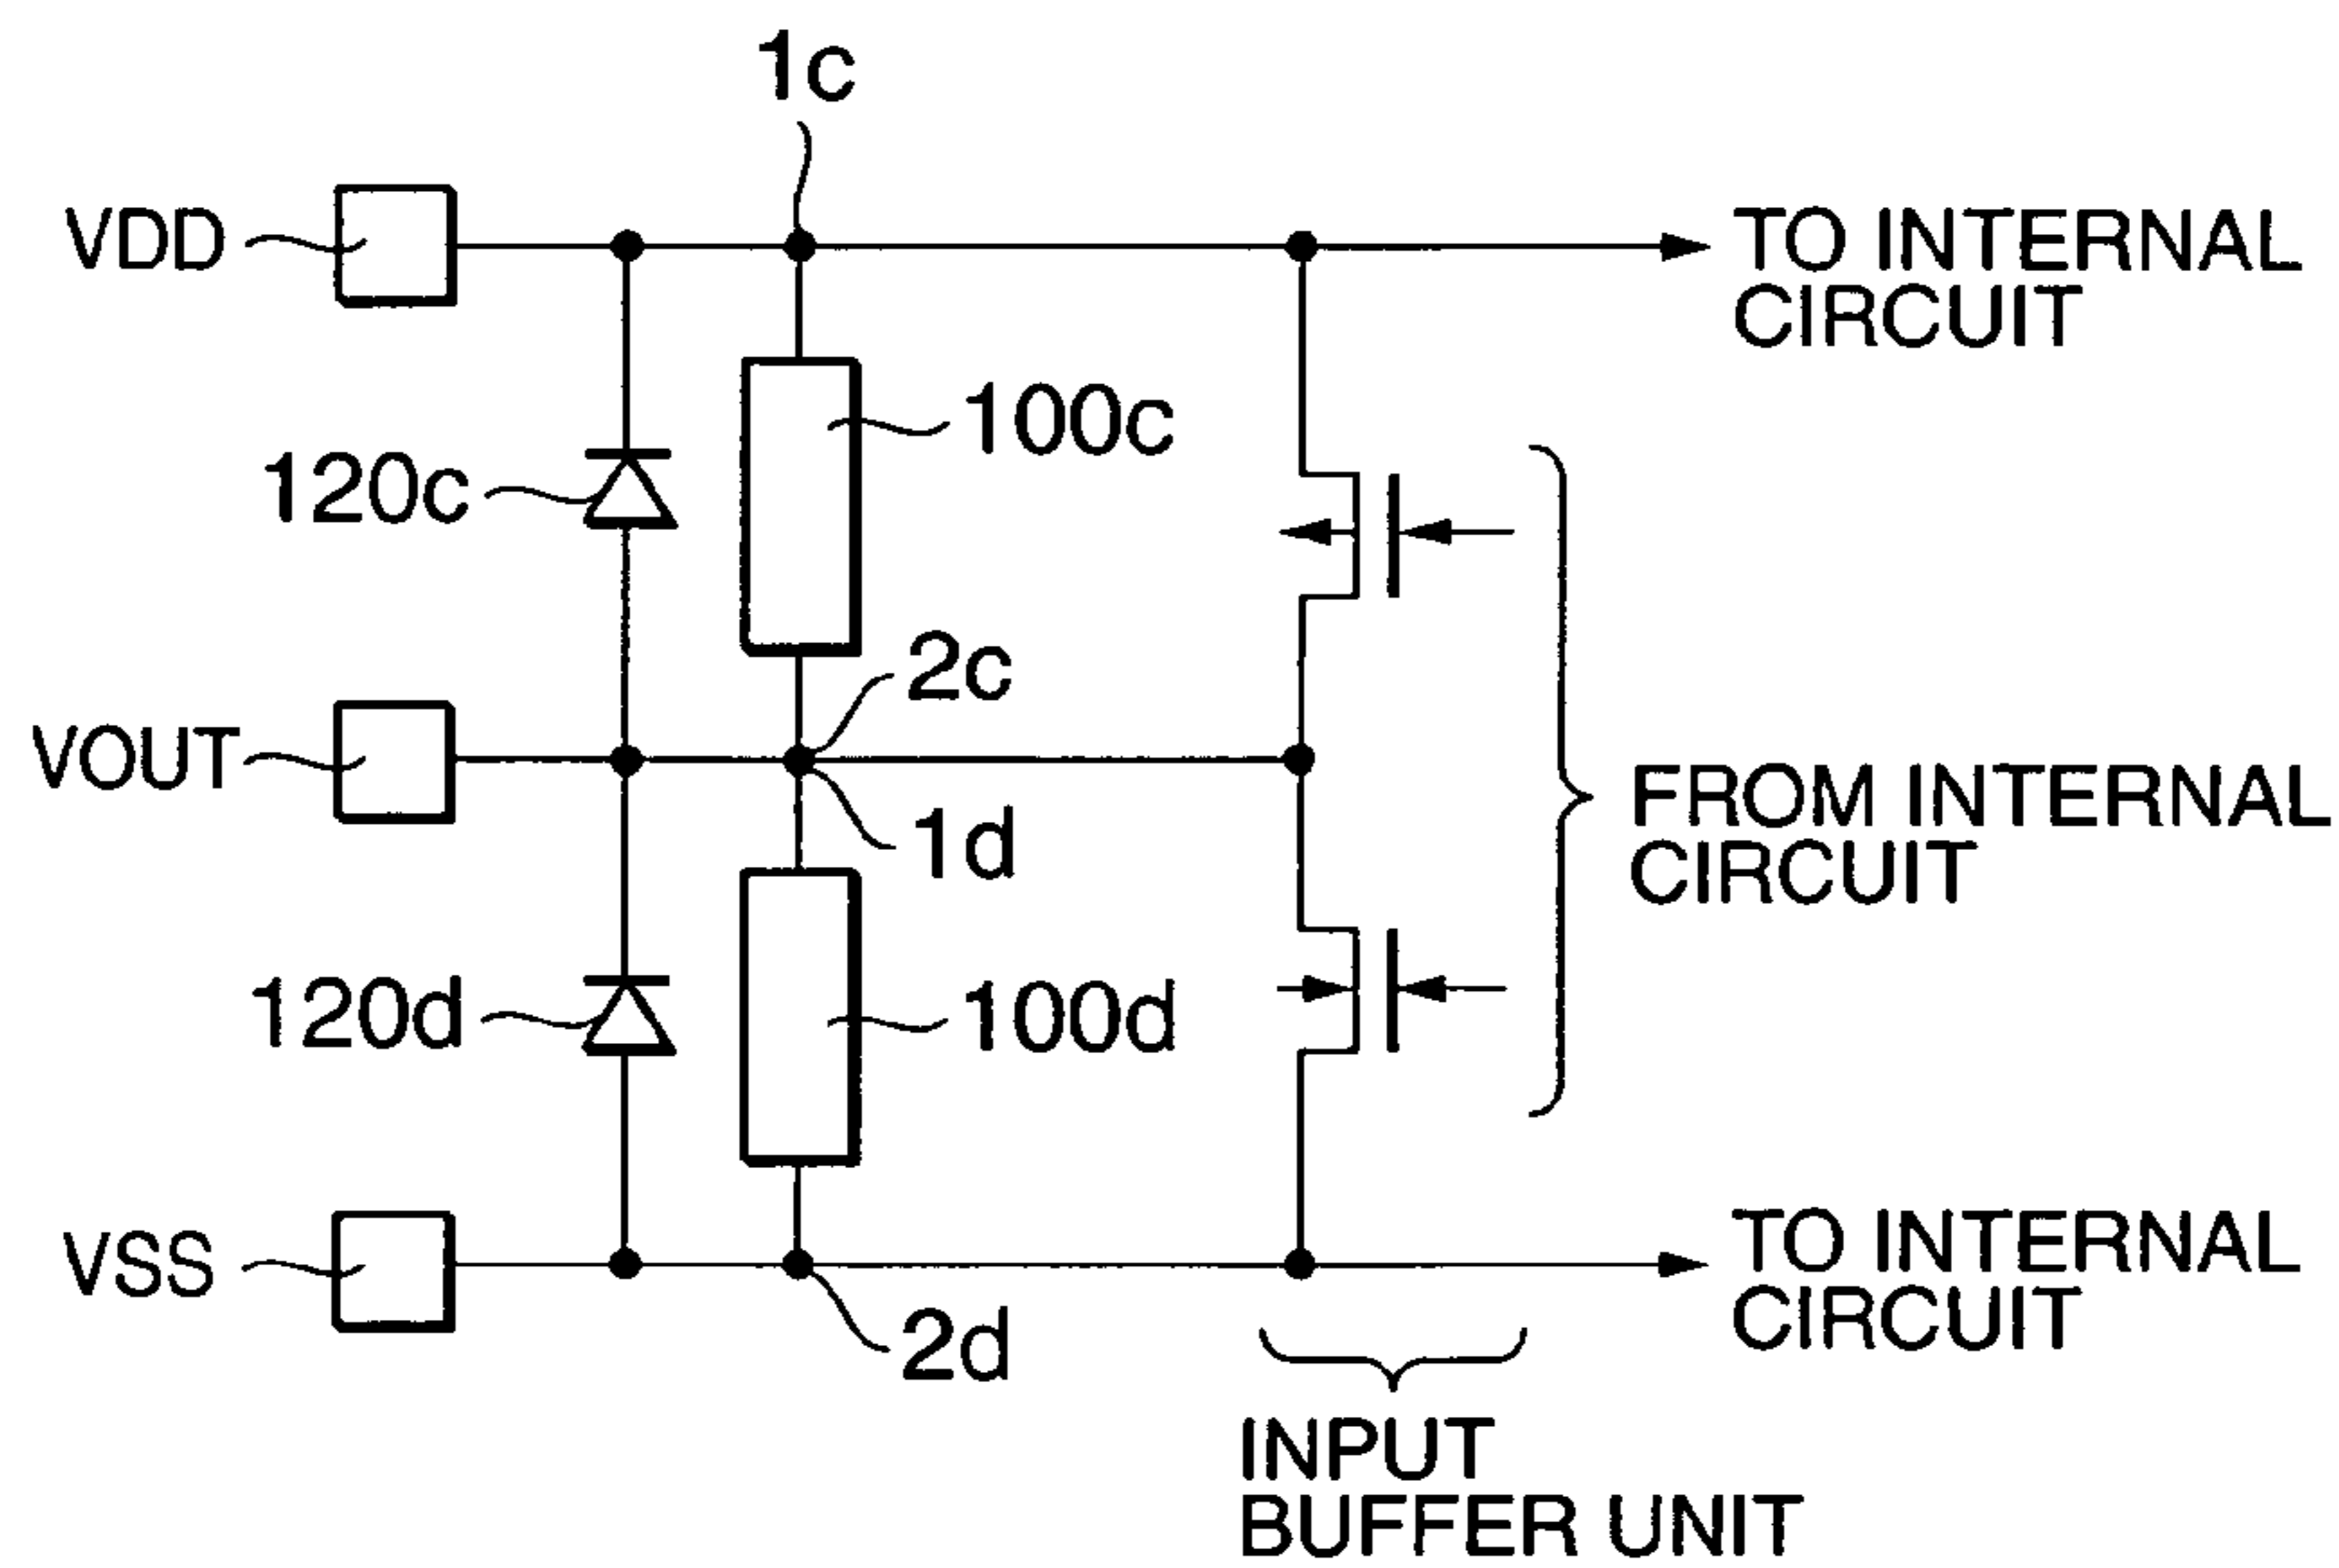 1c
VDD
TO INTERNAL
CIRCUIT
100c
120c
2c
VOUT
1d
FROM INTERNAL
CIRCUIT
120d
100d
VSS
TO INTERNAL
CIRCUIT
2d
INPUT
BUFFER UNIT